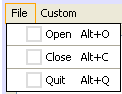 File Custom
Open Alt+O
Close Alt+C
Quit Alt+Q